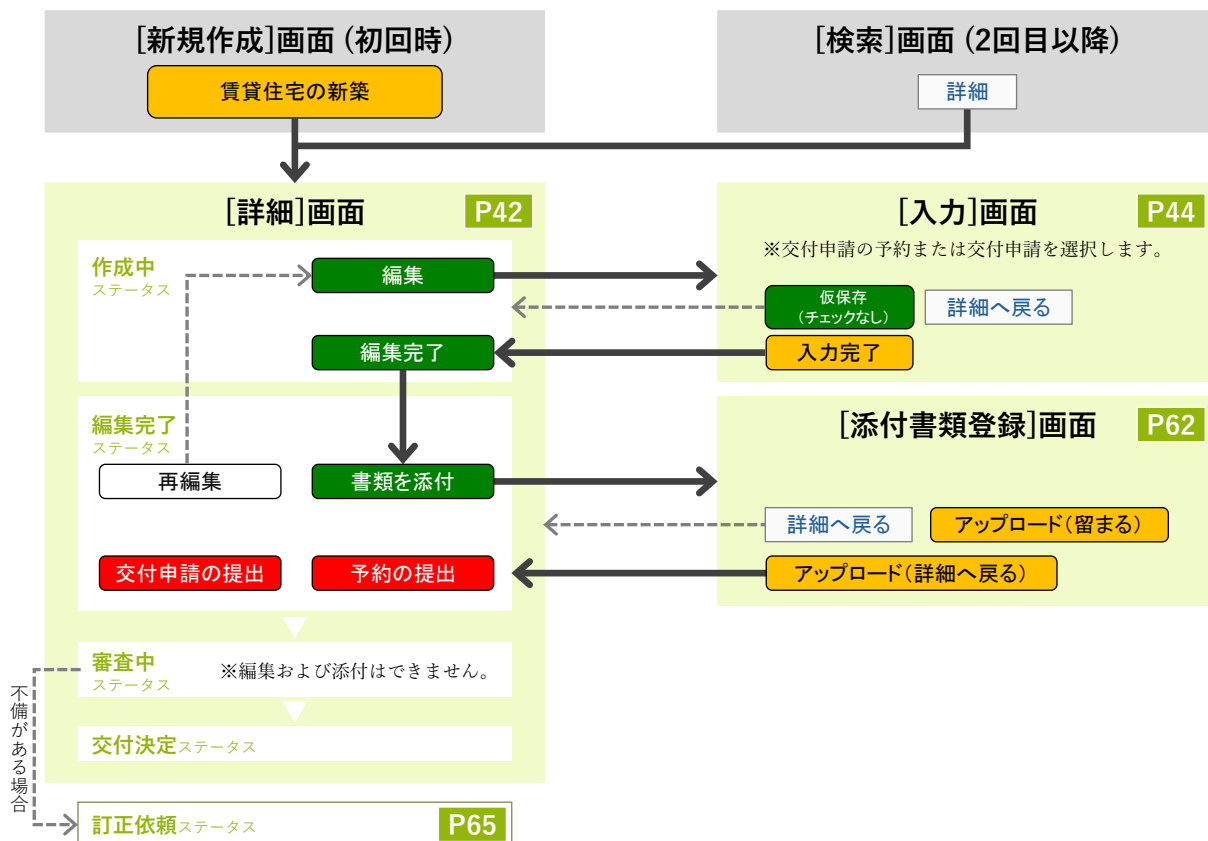 [新規作成]画面 (初回時)
賃貸住宅の新築
[検索]画面 (2回目以降)
詳細
[詳細]画面
P42
作成中
ステータス
編集
編集完了
編集完了
ステータス
再編集
書類を添付
交付申請の提出
予約の提出
審査中
ステータス
※編集および添付はできません。
交付決定ステータス
不備がある場合
訂正依頼ステータス
P65
[入力]画面
P44
※交付申請の予約または交付申請を選択します。
仮保存
(チェックなし)
詳細へ戻る
入力完了
[添付書類登録]画面
P62
詳細へ戻る
アップロード(留まる)
アップロード(詳細へ戻る)